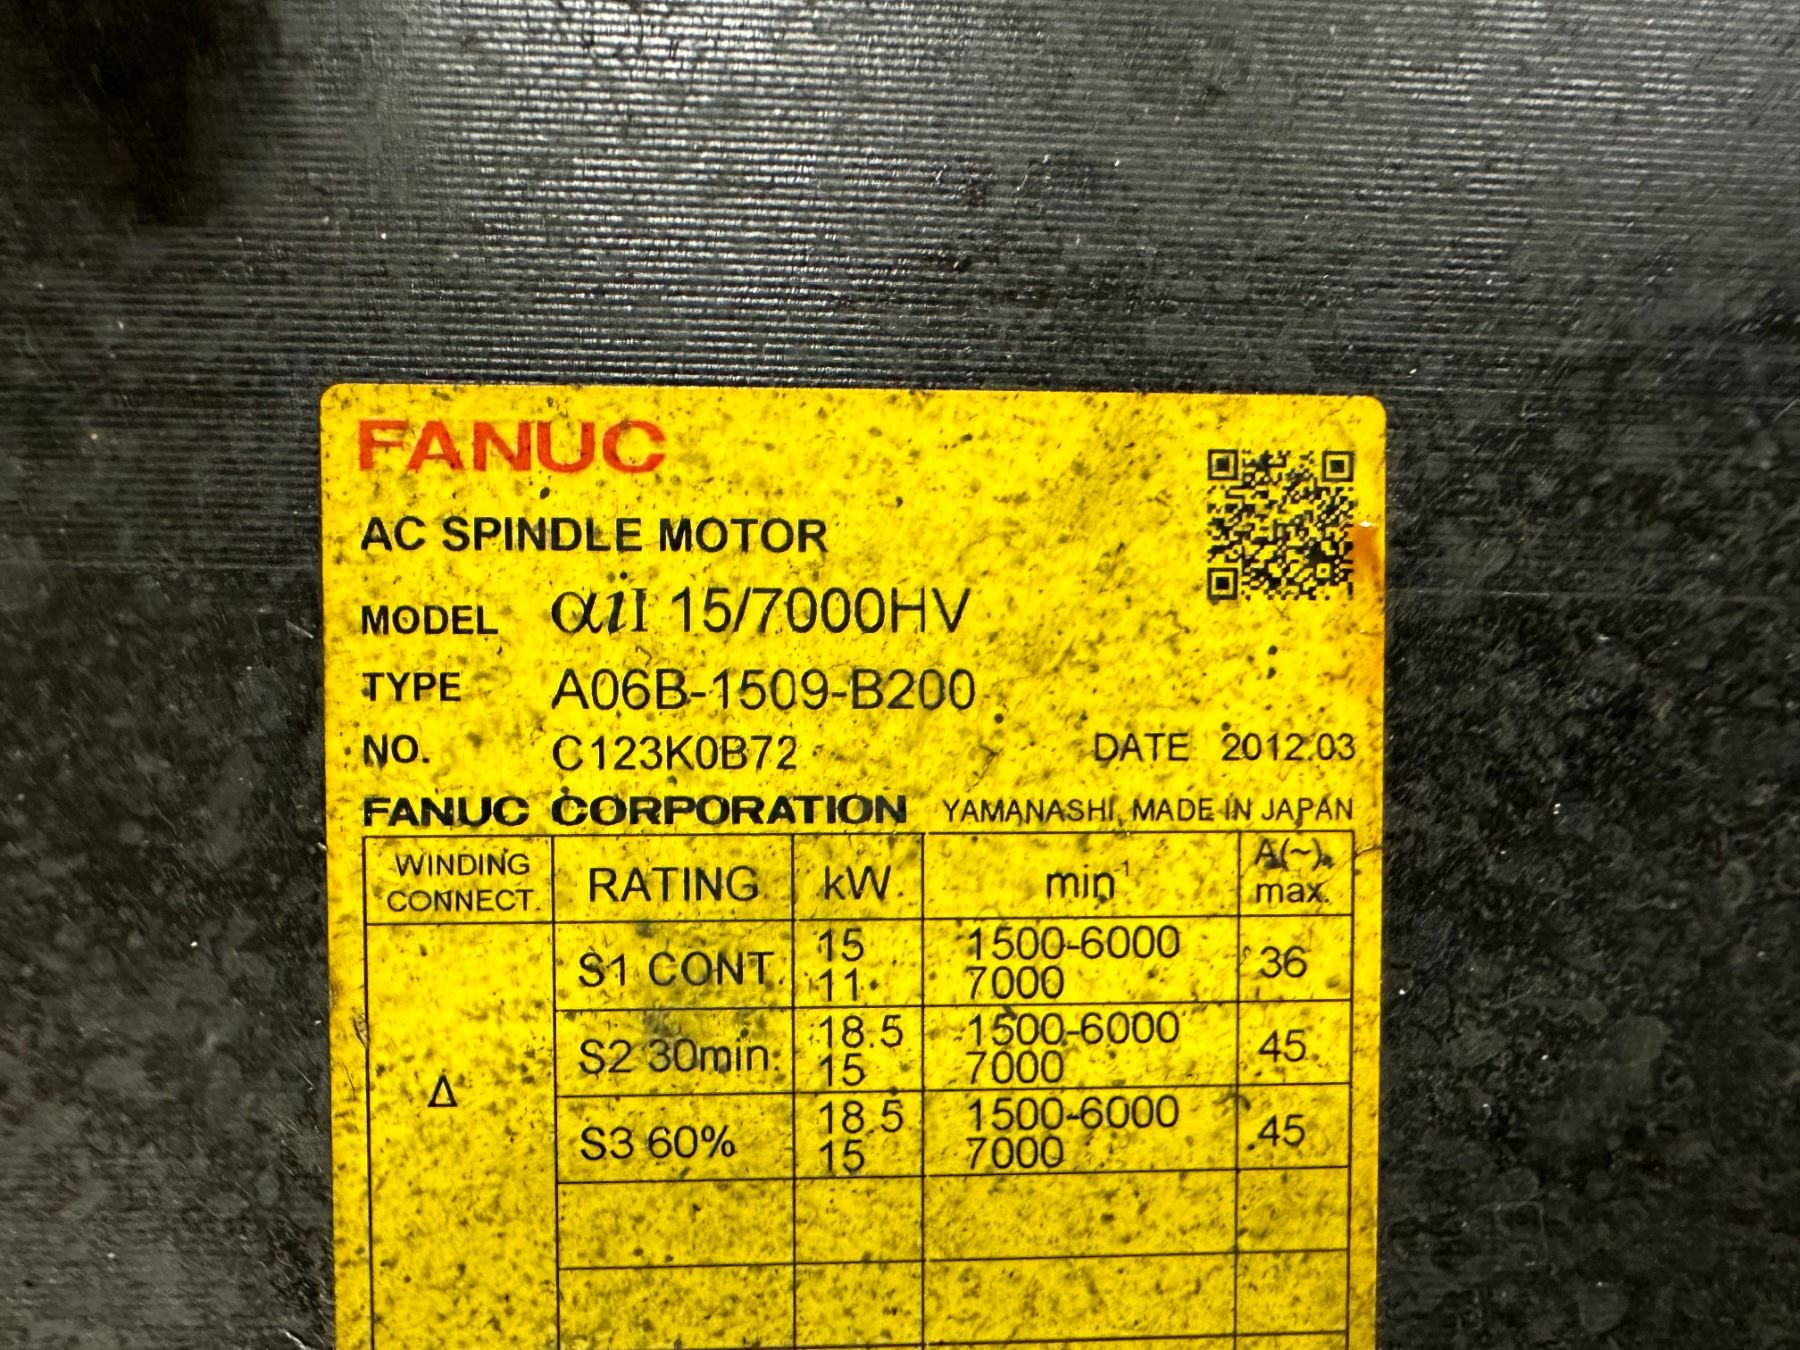 FANUC
AC SPINDLE MOTOR
MODEL αiI 15/7000HV
TYPE A06B-1509-B200
NO. C123K0B72 DATE 2012.03
FANUC CORPORATION YAMANASHI, MADE IN JAPAN
WINDING CONNECT. RATING kW min⁻¹ A(~) max.
Δ
S1 CONT. 15 1500-6000 36
11 7000
S2 30min. 18.5 1500-6000 45
15 7000
S3 60% 18.5 1500-6000 45
15 7000